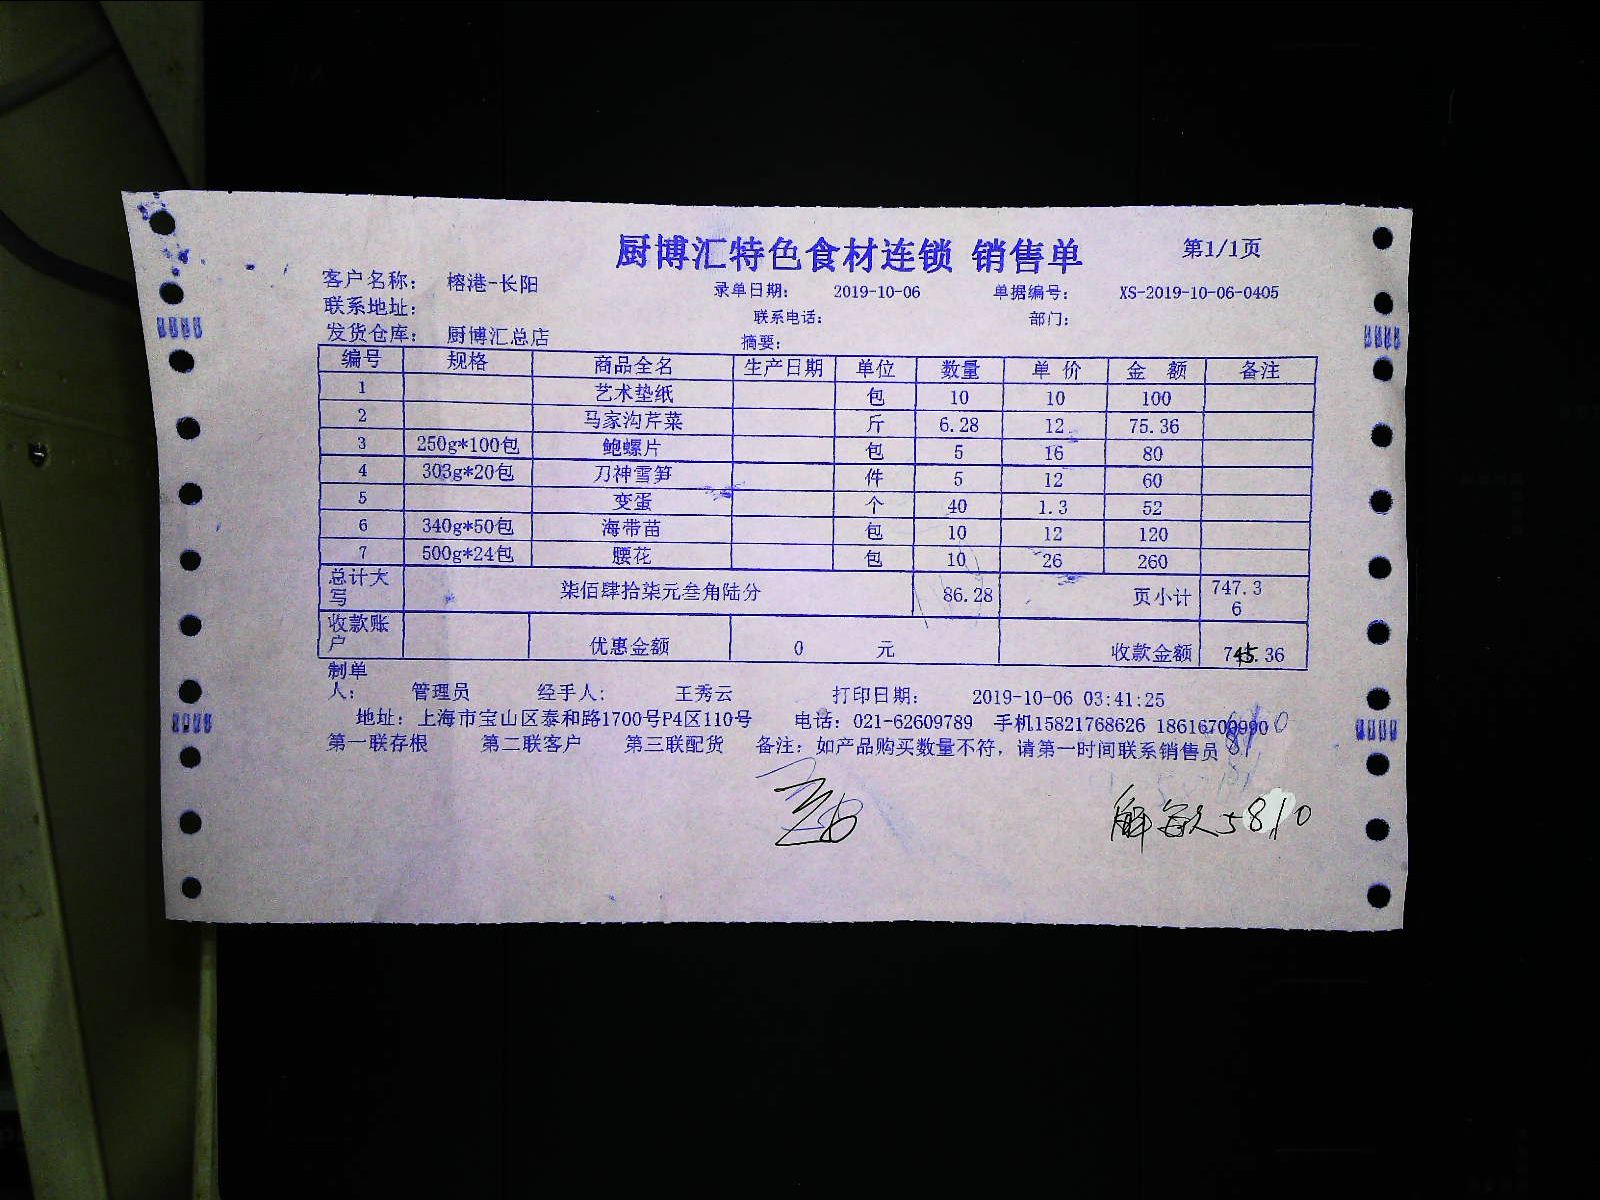 厨博汇特色食材连锁 销售单 第1/1页
客户名称： 榕港-长阳 录单日期： 2019-10-06 单据编号： XS-2019-10-06-0405
联系地址： 联系电话： 部门：
发货仓库： 厨博汇总店 摘要：
编号 规格 商品全名 生产日期 单位 数量 单 价 金 额 备注
1 艺术垫纸 包 10 10 100
2 马家沟芹菜 斤 6.28 12 75.36
3 250g*100包 鲍螺片 包 5 16 80
4 303g*20包 刀神雪笋 件 5 12 60
5 变蛋 个 40 1.3 52
6 340g*50包 海带苗 包 10 12 120
7 500g*24包 腰花 包 10 26 260
总计大写 柒佰肆拾柒元叁角陆分 86.28 页小计 747.36
收款账户 优惠金额 0 元 收款金额 745.36
制单人： 管理员 经手人： 王秀云 打印日期： 2019-10-06 03:41:25
地址：上海市宝山区泰和路1700号P4区110号 电话：021-62609789 手机15821768626 18616700990
第一联存根 第二联客户 第三联配货 备注：如产品购买数量不符，请第一时间联系销售员
5810